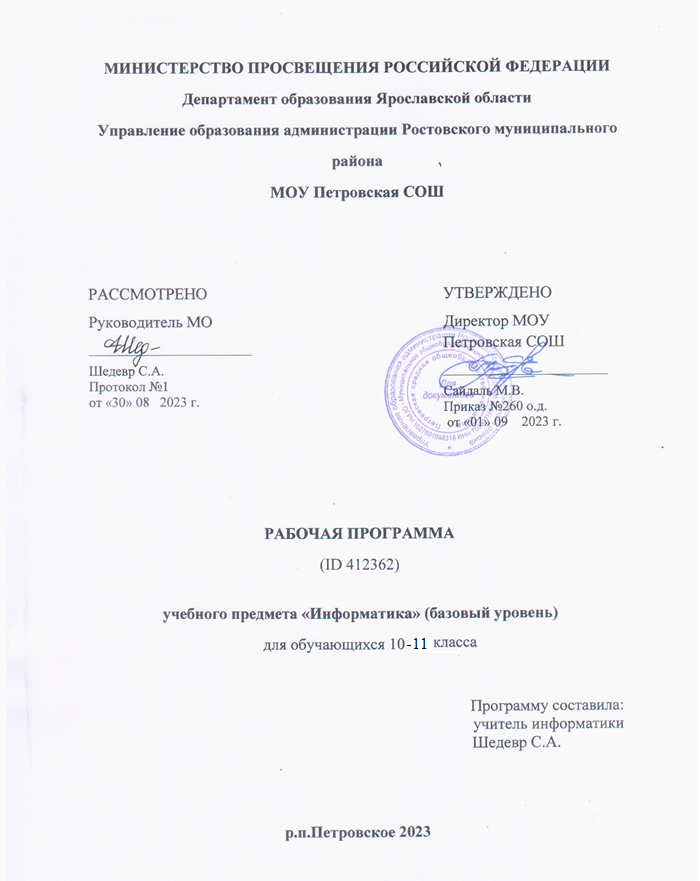 МИНИСТЕРСТВО ПРОСВЕЩЕНИЯ РОССИЙСКОЙ ФЕДЕРАЦИИ
Департамент образования Ярославской области
Управление образования администрации Ростовского муниципального
района
МОУ Петровская СОШ
РАССМОТРЕНО
Руководитель МО
Шедевр С.А.
Протокол №1
от «30» 08 2023 г.
УТВЕРЖДЕНО
Директор МОУ
Петровская СОШ
Для
документов
Сайдаль М.В.
Приказ №260 о.д.
от «01» 09 2023 г.
РАБОЧАЯ ПРОГРАММА
(ID 412362)
учебного предмета «Информатика» (базовый уровень)
для обучающихся 10-11 класса
Программу составила:
учитель информатики
Шедевр С.А.
р.п.Петровское 2023